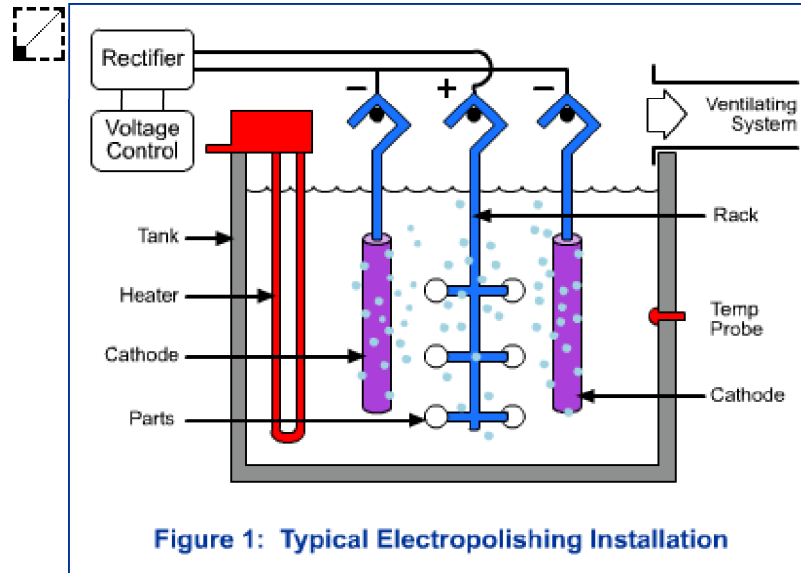 Rectifier
Voltage
Control
−
+
−
Ventilating
System
Tank
Rack
Heater
Temp
Probe
Cathode
Cathode
Parts
Figure 1: Typical Electropolishing Installation